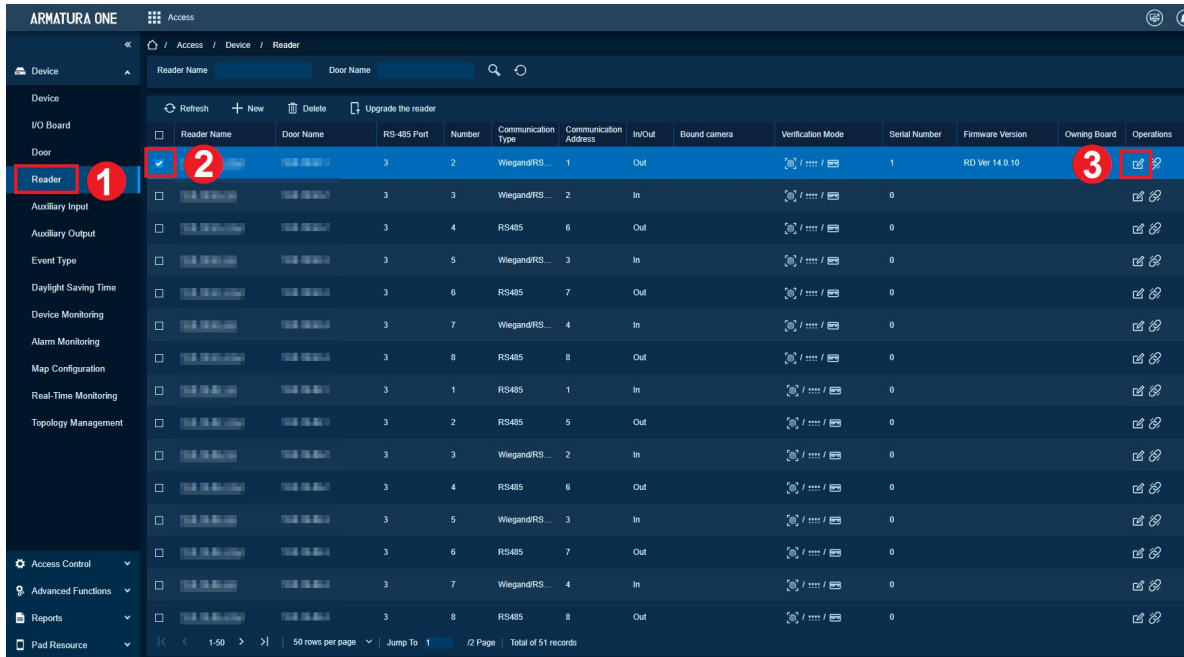 ARMATURA ONE
Access
/ Access / Device / Reader
Device
Device
I/O Board
Door
Reader
Auxiliary Input
Auxiliary Output
Event Type
Daylight Saving Time
Device Monitoring
Alarm Monitoring
Map Configuration
Real-Time Monitoring
Topology Management
Access Control
Advanced Functions
Reports
Pad Resource
1
Reader Name Door Name
Refresh New Delete Upgrade the reader
Reader Name Door Name RS-485 Port Number Communication Type Communication Address In/Out Bound camera Verification Mode Serial Number Firmware Version Owning Board Operations
2 3 2 Wiegand/RS... 1 Out / / 1 RD Ver 14.0.10 3
3 3 Wiegand/RS... 2 In / / 0
3 4 RS485 6 Out / / 0
3 5 Wiegand/RS... 3 In / / 0
3 6 RS485 7 Out / / 0
3 7 Wiegand/RS... 4 In / / 0
3 8 RS485 8 Out / / 0
3 1 RS485 1 In / / 0
3 2 RS485 5 Out / / 0
3 3 Wiegand/RS... 2 In / / 0
3 4 RS485 6 Out / / 0
3 5 Wiegand/RS... 3 In / / 0
3 6 RS485 7 Out / / 0
3 7 Wiegand/RS... 4 In / / 0
3 8 RS485 8 Out / / 0
|< < 1-50 > >| 50 rows per page Jump To 1 /2 Page Total of 51 records